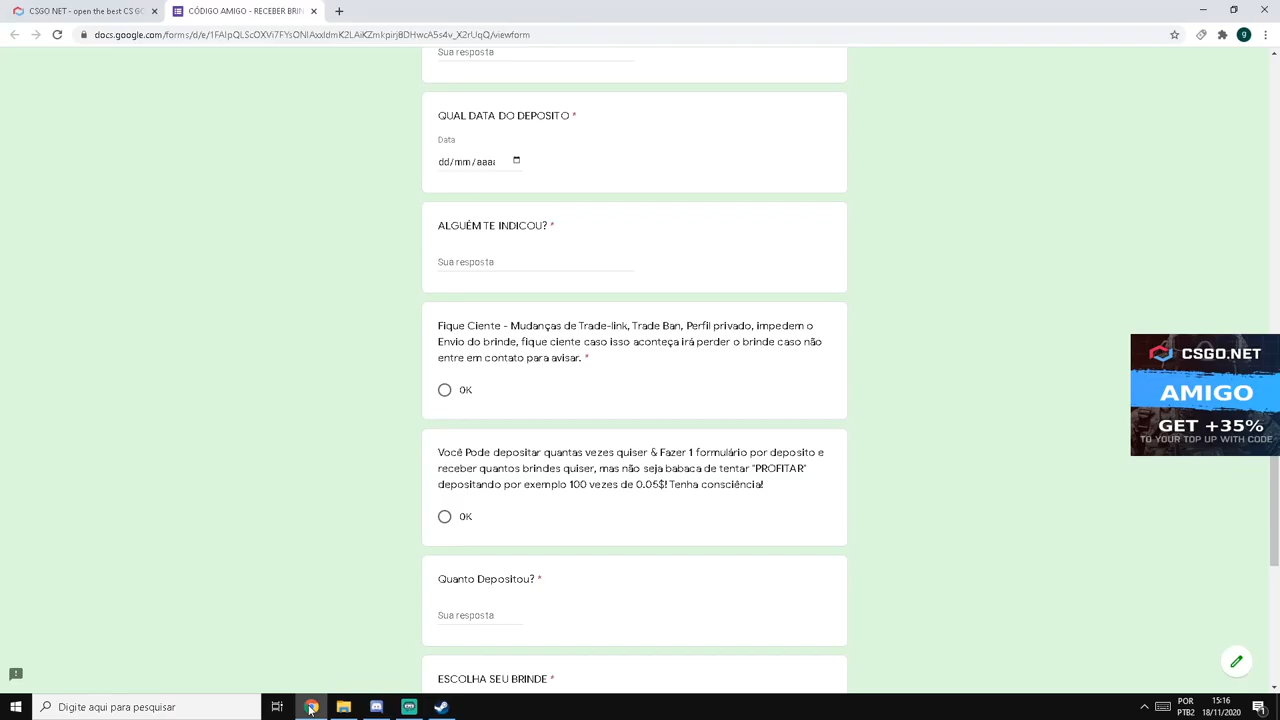 CSGO.NET - open the best CS GO
CÓDIGO AMIGO - RECEBER BRIN
docs.google.com/forms/d/e/
/viewform
g
Sua resposta
QUAL DATA DO DEPOSITO *
Data
dd/mm/aaaa
ALGUÉM TE INDICOU? *
Sua resposta
Fique Ciente - Mudanças de Trade-link, Trade Ban, Perfil privado, impedem o
Envio do brinde, fique ciente caso isso aconteça irá perder o brinde caso não
entre em contato para avisar. *
OK
Você Pode depositar quantas vezes quiser & Fazer 1 formulário por deposito e
receber quantos brindes quiser, mas não seja babaca de tentar "PROFITAR"
depositando por exemplo 100 vezes de 0.05$! Tenha consciência!
OK
Quanto Depositou? *
Sua resposta
ESCOLHA SEU BRINDE *
CSGO.NET
AMIGO
GET +35%
TO YOUR TOP UP WITH CODE
Digite aqui para pesquisar
POR
PTB2
15:16
18/11/2020
1